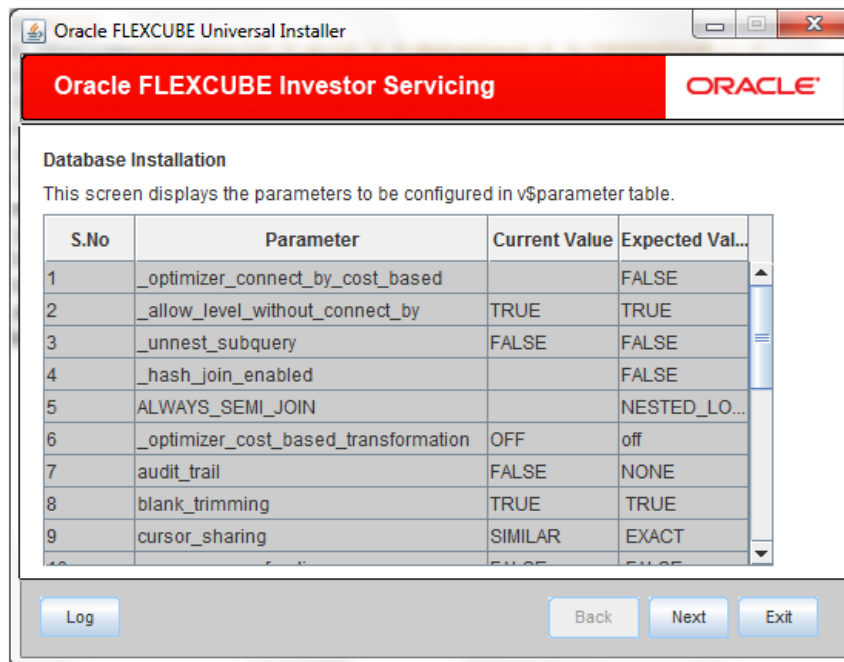 Oracle FLEXCUBE Universal Installer
Oracle FLEXCUBE Investor Servicing ORACLE
Database Installation
This screen displays the parameters to be configured in v$parameter table.
S.No Parameter Current Value Expected Val...
1 _optimizer_connect_by_cost_based FALSE
2 _allow_level_without_connect_by TRUE TRUE
3 _unnest_subquery FALSE FALSE
4 _hash_join_enabled FALSE
5 ALWAYS_SEMI_JOIN NESTED_LO...
6 _optimizer_cost_based_transformation OFF off
7 audit_trail FALSE NONE
8 blank_trimming TRUE TRUE
9 cursor_sharing SIMILAR EXACT
Log Back Next Exit